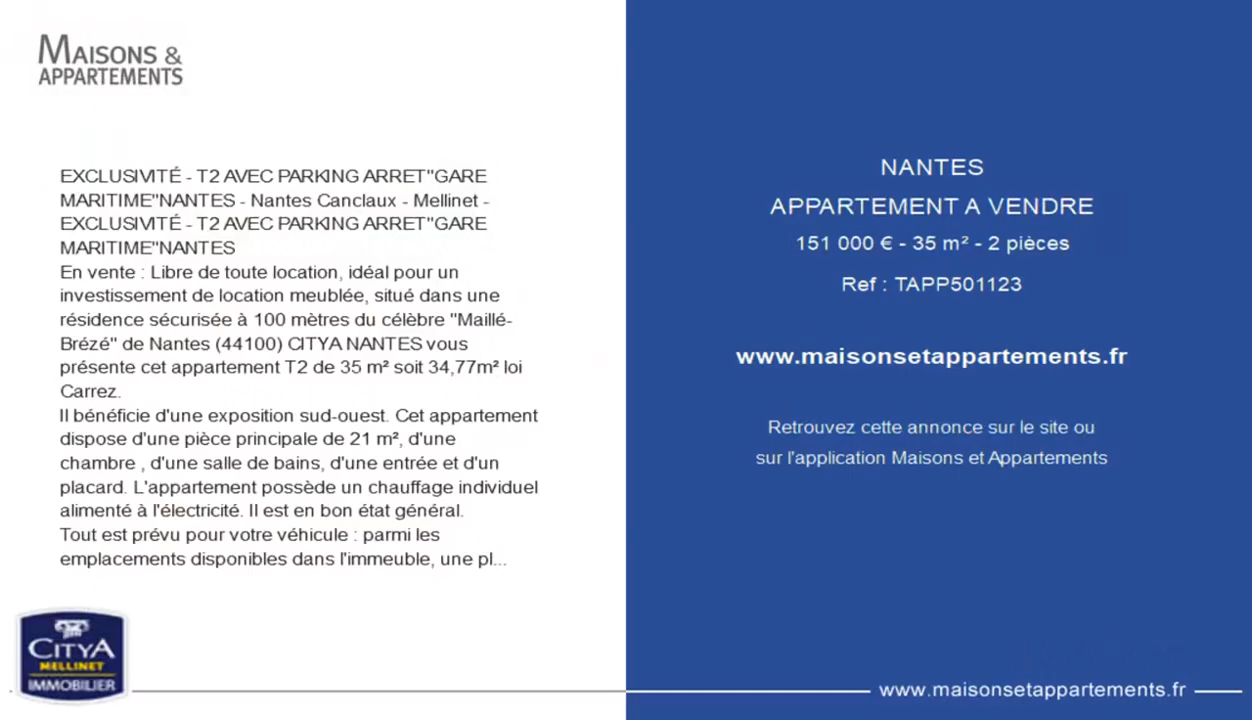 MAISONS &
APPARTEMENTS
EXCLUSIVITÉ - T2 AVEC PARKING ARRET"GARE
MARITIME"NANTES - Nantes Canclaux - Mellinet -
EXCLUSIVITÉ - T2 AVEC PARKING ARRET"GARE
MARITIME"NANTES
En vente : Libre de toute location, idéal pour un
investissement de location meublée, situé dans une
résidence sécurisée à 100 mètres du célèbre "Maillé-
Brézé" de Nantes (44100) CITYA NANTES vous
présente cet appartement T2 de 35 m² soit 34,77m² loi
Carrez.
Il bénéficie d'une exposition sud-ouest. Cet appartement
dispose d'une pièce principale de 21 m², d'une
chambre , d'une salle de bains, d'une entrée et d'un
placard. L'appartement possède un chauffage individuel
alimenté à l'électricité. Il est en bon état général.
Tout est prévu pour votre véhicule : parmi les
emplacements disponibles dans l'immeuble, une pl...
CITYA
MELLINET
IMMOBILIER
NANTES
APPARTEMENT A VENDRE
151 000 € - 35 m² - 2 pièces
Ref : TAPP501123
www.maisonsetappartements.fr
Retrouvez cette annonce sur le site ou
sur l'application Maisons et Appartements
www.maisonsetappartements.fr